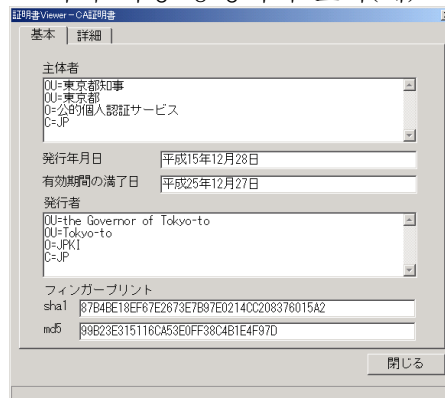 証明書Viewer－CA証明書
基本 詳細
主体者
OU=東京都知事
OU=東京都
O=公的個人認証サービス
C=JP
発行年月日 平成15年12月28日
有効期間の満了日 平成25年12月27日
発行者
OU=the Governor of Tokyo-to
OU=Tokyo-to
O=JPKI
C=JP
フィンガープリント
sha1 87B4BE18EF67E2673E7B97E0214CC208376015A2
md5 99B23E315116CA53E0FF38C4B1E4F97D
閉じる